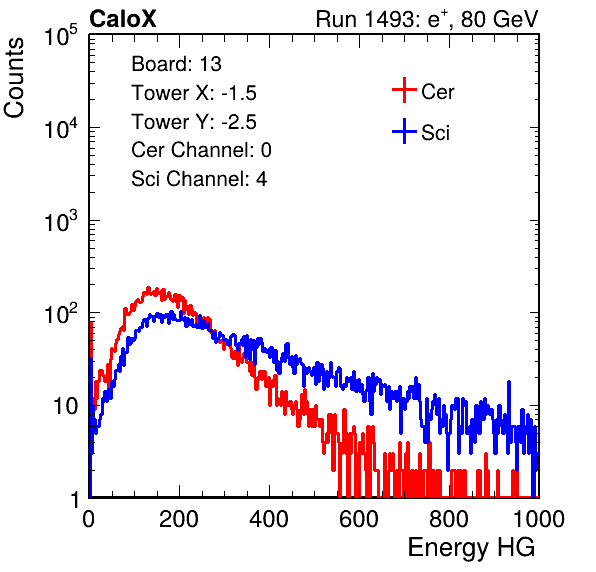 CaloX Run 1493: e⁺, 80 GeV
Counts
10⁵
10⁴
10³
10²
10
1
Board: 13
Tower X: -1.5
Tower Y: -2.5
Cer Channel: 0
Sci Channel: 4
Cer
Sci
0 200 400 600 800 1000
Energy HG